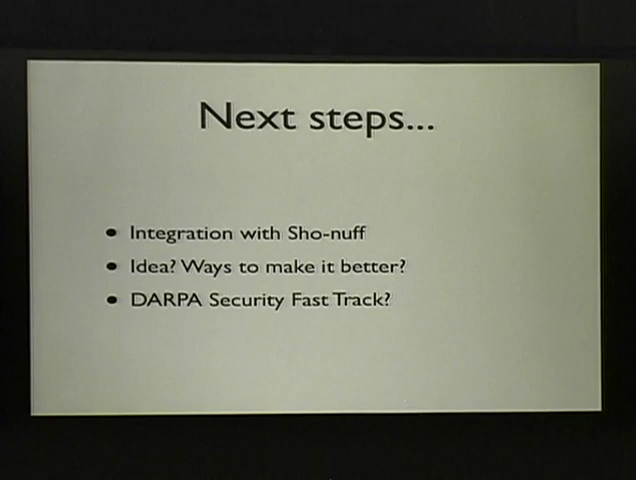 Next steps...
• Integration with Sho-nuff
• Idea? Ways to make it better?
• DARPA Security Fast Track?